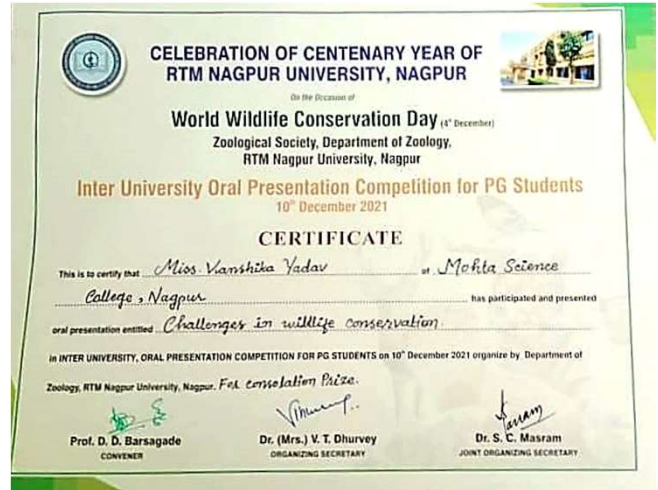 CELEBRATION OF CENTENARY YEAR OF
RTM NAGPUR UNIVERSITY, NAGPUR
On the Occasion of
World Wildlife Conservation Day (4th December)
Zoological Society, Department of Zoology,
RTM Nagpur University, Nagpur
Inter University Oral Presentation Competition for PG Students
10th December 2021
CERTIFICATE
This is to certify that Miss. Vanshika Yadav of Mohta Science
College, Nagpur has participated and presented
oral presentation entitled Challenges in wildlife conservation.
in INTER UNIVERSITY, ORAL PRESENTATION COMPETITION FOR PG STUDENTS on 10th December 2021 organize by Department of
Zoology, RTM Nagpur University, Nagpur. For consolation Prize.
Prof. D. D. Barsagade
CONVENER
Dr. (Mrs.) V. T. Dhurvey
ORGANIZING SECRETARY
Dr. S. C. Masram
JOINT ORGANIZING SECRETARY